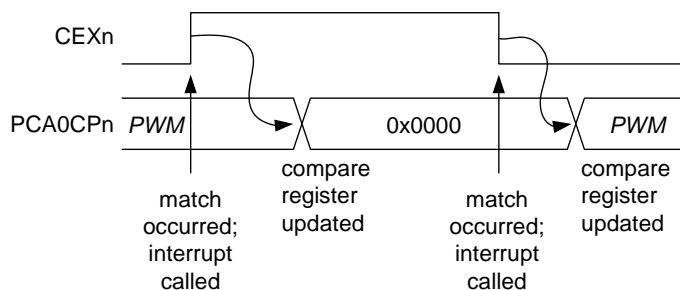 CEXn
PCA0CPn
PWM
0x0000
PWM
compare
register
updated
compare
register
updated
match
occurred;
interrupt
called
match
occurred;
interrupt
called